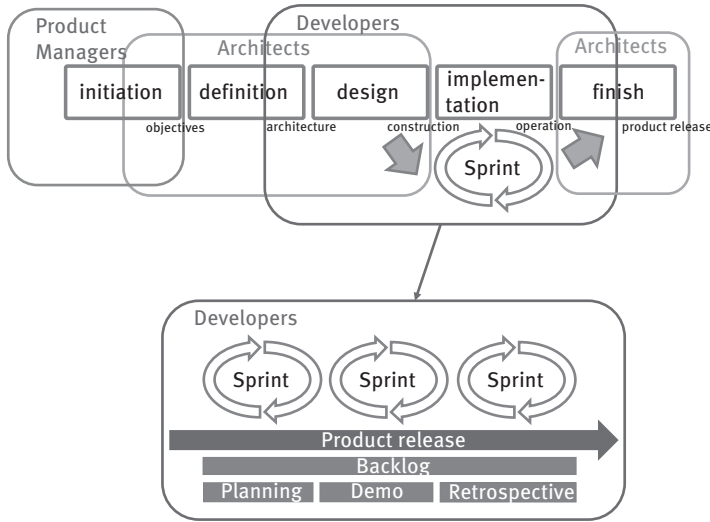 Product
Managers
Architects
Developers
Architects
initiation
definition
design
implemen-
tation
finish
objectives
architecture
construction
operation
product release
Sprint
Developers
Sprint
Sprint
Sprint
Product release
Backlog
Planning
Demo
Retrospective